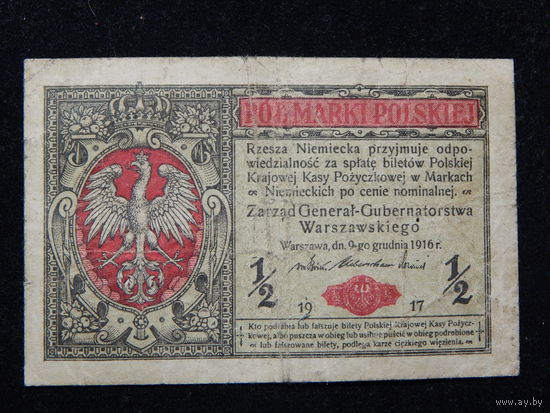 PÓŁ MARKI POLSKIEJ
Rzesza Niemiecka przyjmuje odpo-
wiedzialność za spłatę biletów Polskiej
Krajowej Kasy Pożyczkowej w Markach
Niemieckich po cenie nominalnej.
Zarząd Generał-Gubernatorstwa
Warszawskiego
Warszawa, dn. 9-go grudnia 1916 r.
1/2 1/2
19 17
Kto podrabia lub fałszuje bilety Polskiej Krajowej Kasy Pożycz-
kowej, albo puszcza w obieg lub usiłuje puścić w obieg podrobione
lub fałszowane bilety, podlega karze ciężkiego więzienia.
www.ay.by